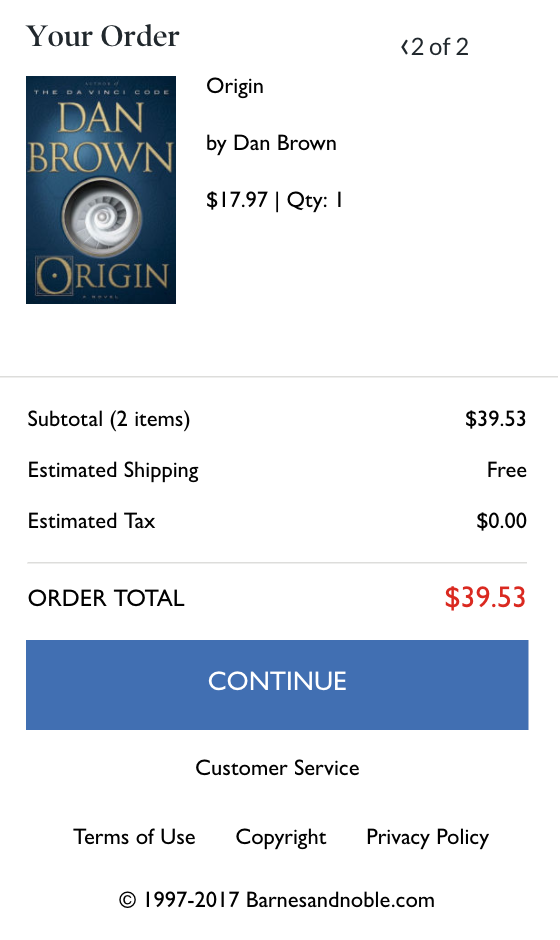 Your Order
‹2 of 2
AUTHOR of
THE DA VINCI CODE
DAN
BROWN
ORIGIN
A NOVEL
Origin
by Dan Brown
$17.97 | Qty: 1
Subtotal (2 items) $39.53
Estimated Shipping Free
Estimated Tax $0.00
ORDER TOTAL $39.53
CONTINUE
Customer Service
Terms of Use Copyright Privacy Policy
© 1997-2017 Barnesandnoble.com